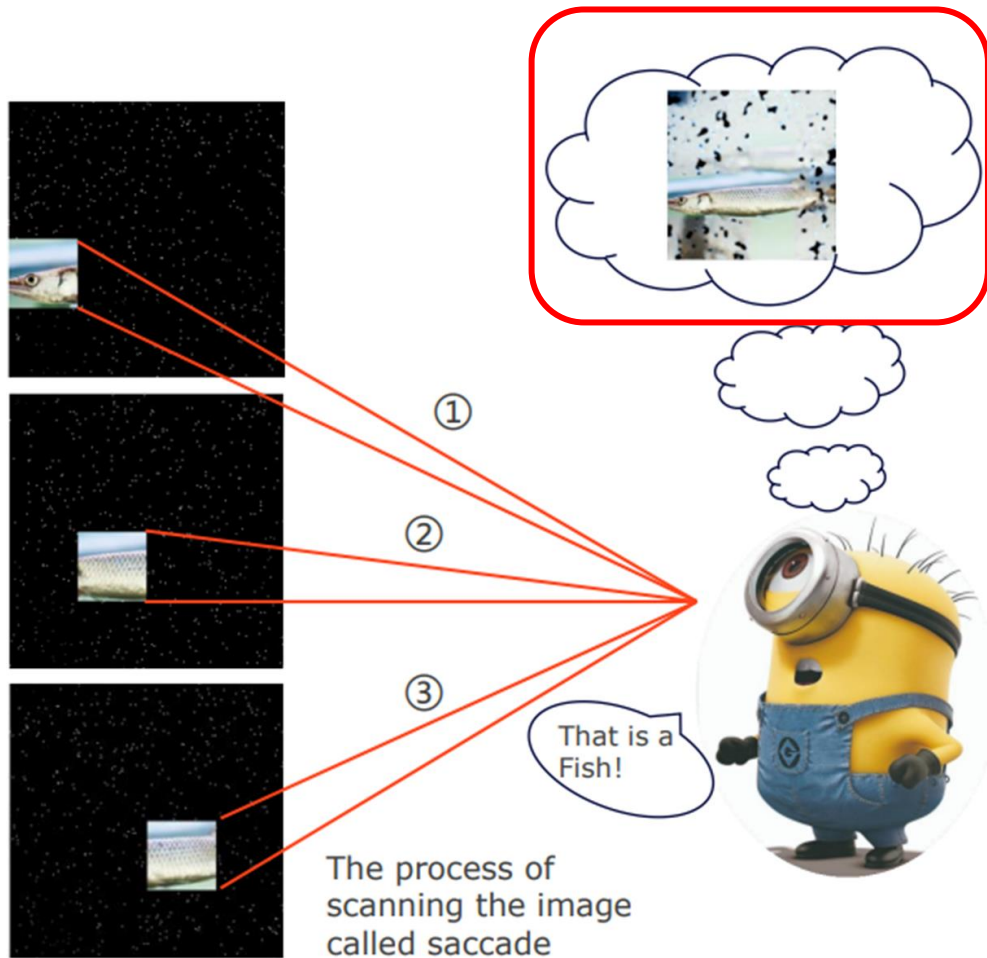 ①
②
③
That is a
Fish!
The process of
scanning the image
called saccade